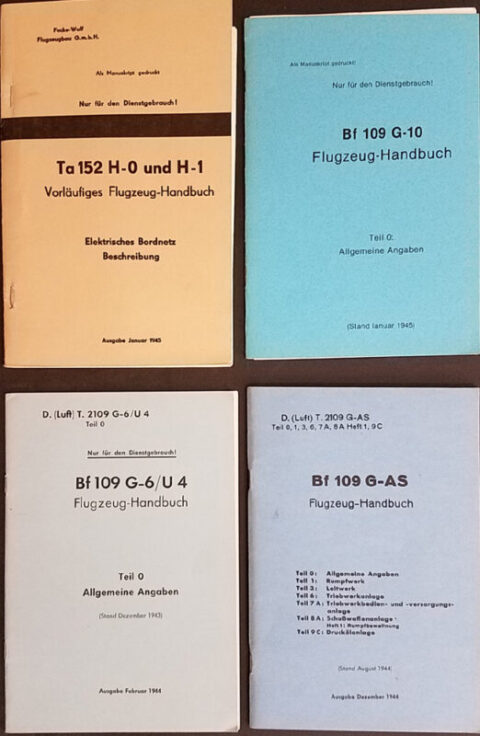 Focke-Wulf
Flugzeugbau G.m.b.H.
Als Manuskript gedruckt
Nur für den Dienstgebrauch!
Ta 152 H-0 und H-1
Vorläufiges Flugzeug-Handbuch
Elektrisches Bordnetz
Beschreibung
Ausgabe Januar 1945
Als Manuskript gedruckt!
Nur für den Dienstgebrauch!
Bf 109 G-10
Flugzeug-Handbuch
Teil 0:
Allgemeine Angaben
(Stand Januar 1945)
D. (Luft) T. 2109 G-6/U 4
Teil 0
Nur für den Dienstgebrauch!
Bf 109 G-6/U 4
Flugzeug-Handbuch
Teil 0
Allgemeine Angaben
(Stand Dezember 1943)
Ausgabe Februar 1944
D. (Luft) T. 2109 G-AS
Teil 0, 1, 3, 6, 7A, 8A Heft 1, 9C
Bf 109 G-AS
Flugzeug-Handbuch
Teil 0: Allgemeine Angaben
Teil 1: Rumpfwerk
Teil 3: Leitwerk
Teil 6: Triebwerkanlage
Teil 7 A: Triebwerkbedien- und -versorgungs-
anlage
Teil 8 A: Schußwaffenanlage
Heft 1: Rumpfbewaffnung
Teil 9 C: Druckölanlage
(Stand August 1944)
Ausgabe Dezember 1944